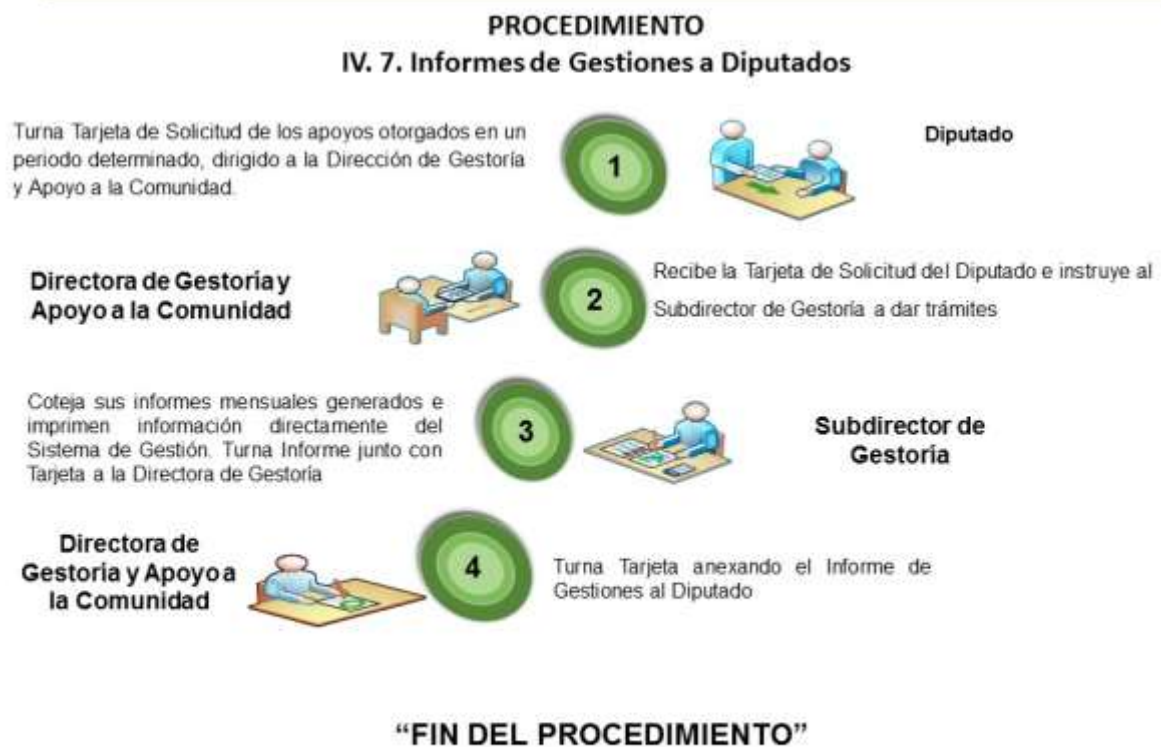 PROCEDIMIENTO
IV. 7. Informes de Gestiones a Diputados
Turna Tarjeta de Solicitud de los apoyos otorgados en un
periodo determinado, dirigido a la Dirección de Gestoría
y Apoyo a la Comunidad.
1
Diputado
Directora de Gestoría y
Apoyo a la Comunidad
2
Recibe la Tarjeta de Solicitud del Diputado e instruye al
Subdirector de Gestoría a dar trámites
Coteja sus informes mensuales generados e
imprimen información directamente del
Sistema de Gestión. Turna Informe junto con
Tarjeta a la Directora de Gestoría
3
Subdirector de
Gestoría
Directora de
Gestoría y Apoyo a
la Comunidad
4
Turna Tarjeta anexando el Informe de
Gestiones al Diputado
“FIN DEL PROCEDIMIENTO”